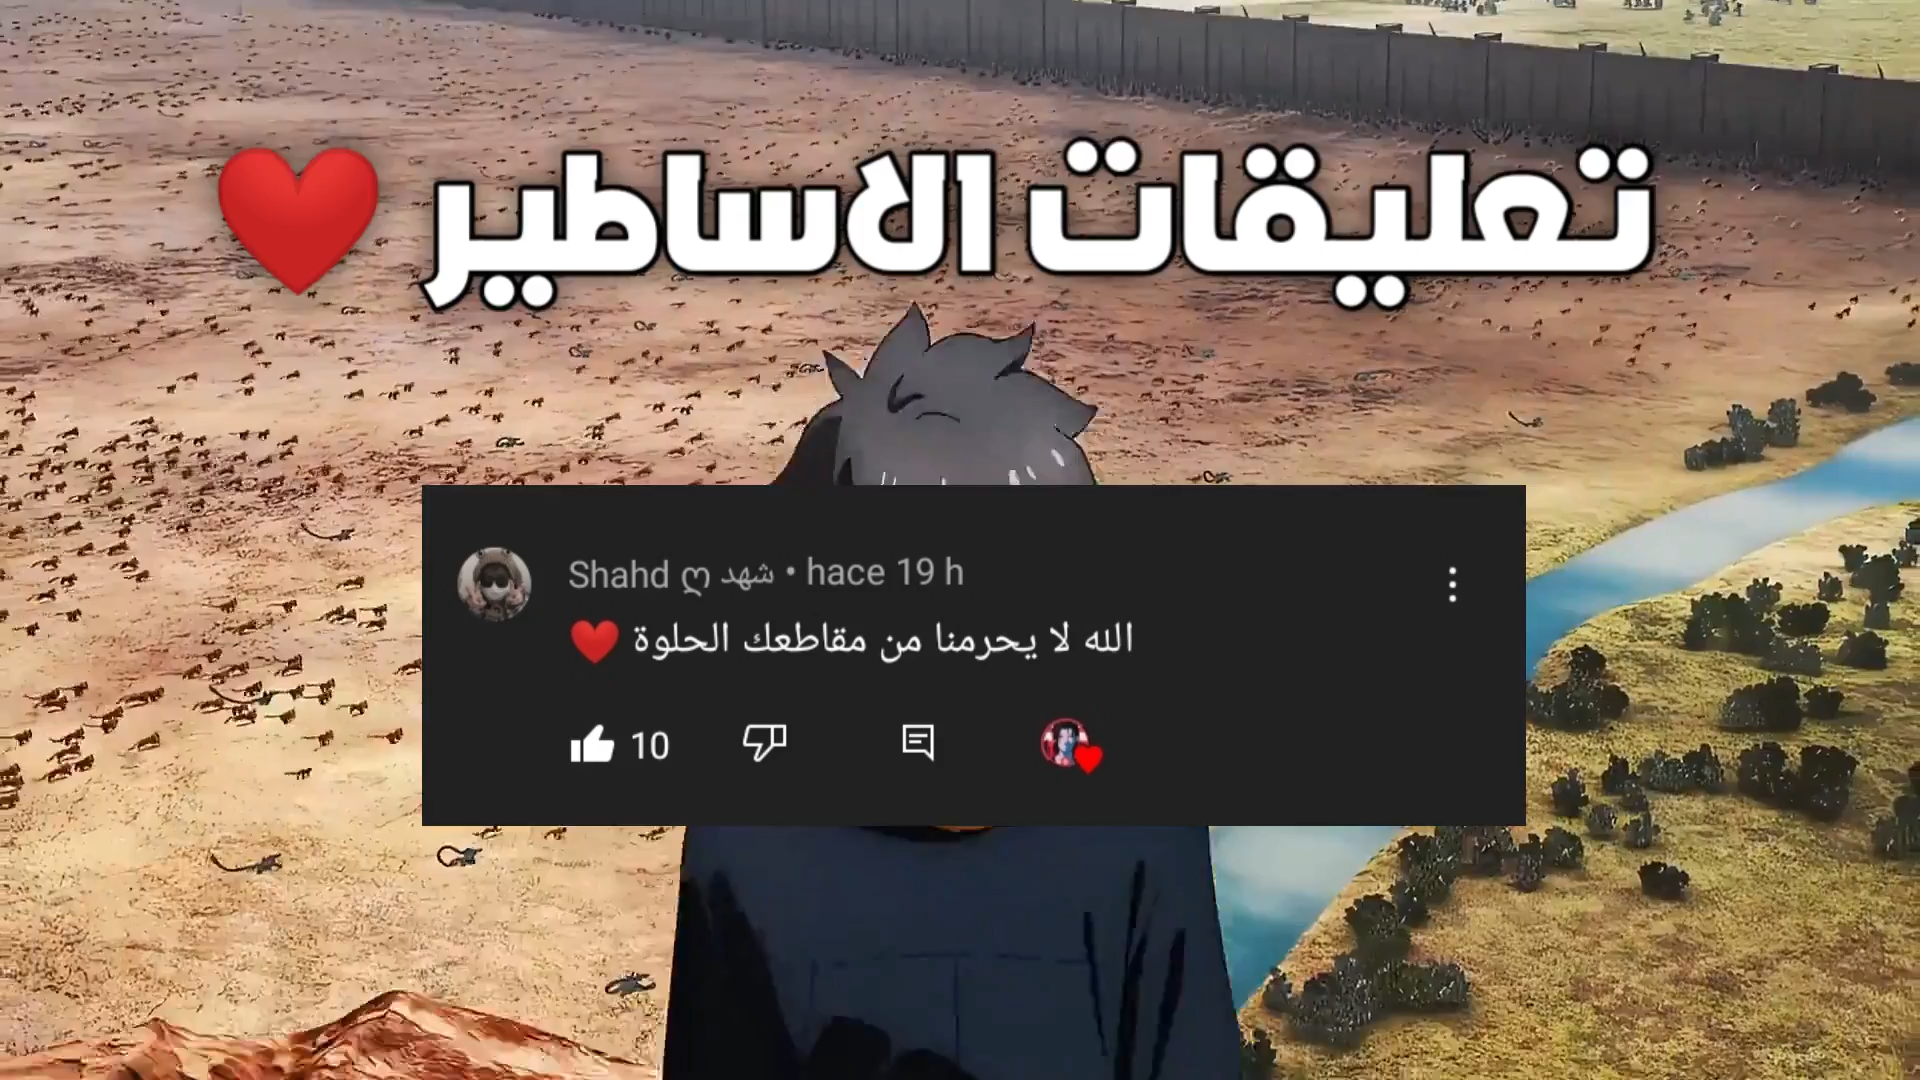 تعليقات الاساطير ❤️
Shahd ღ شهد • hace 19 h
الله لا يحرمنا من مقاطعك الحلوة ❤️
10